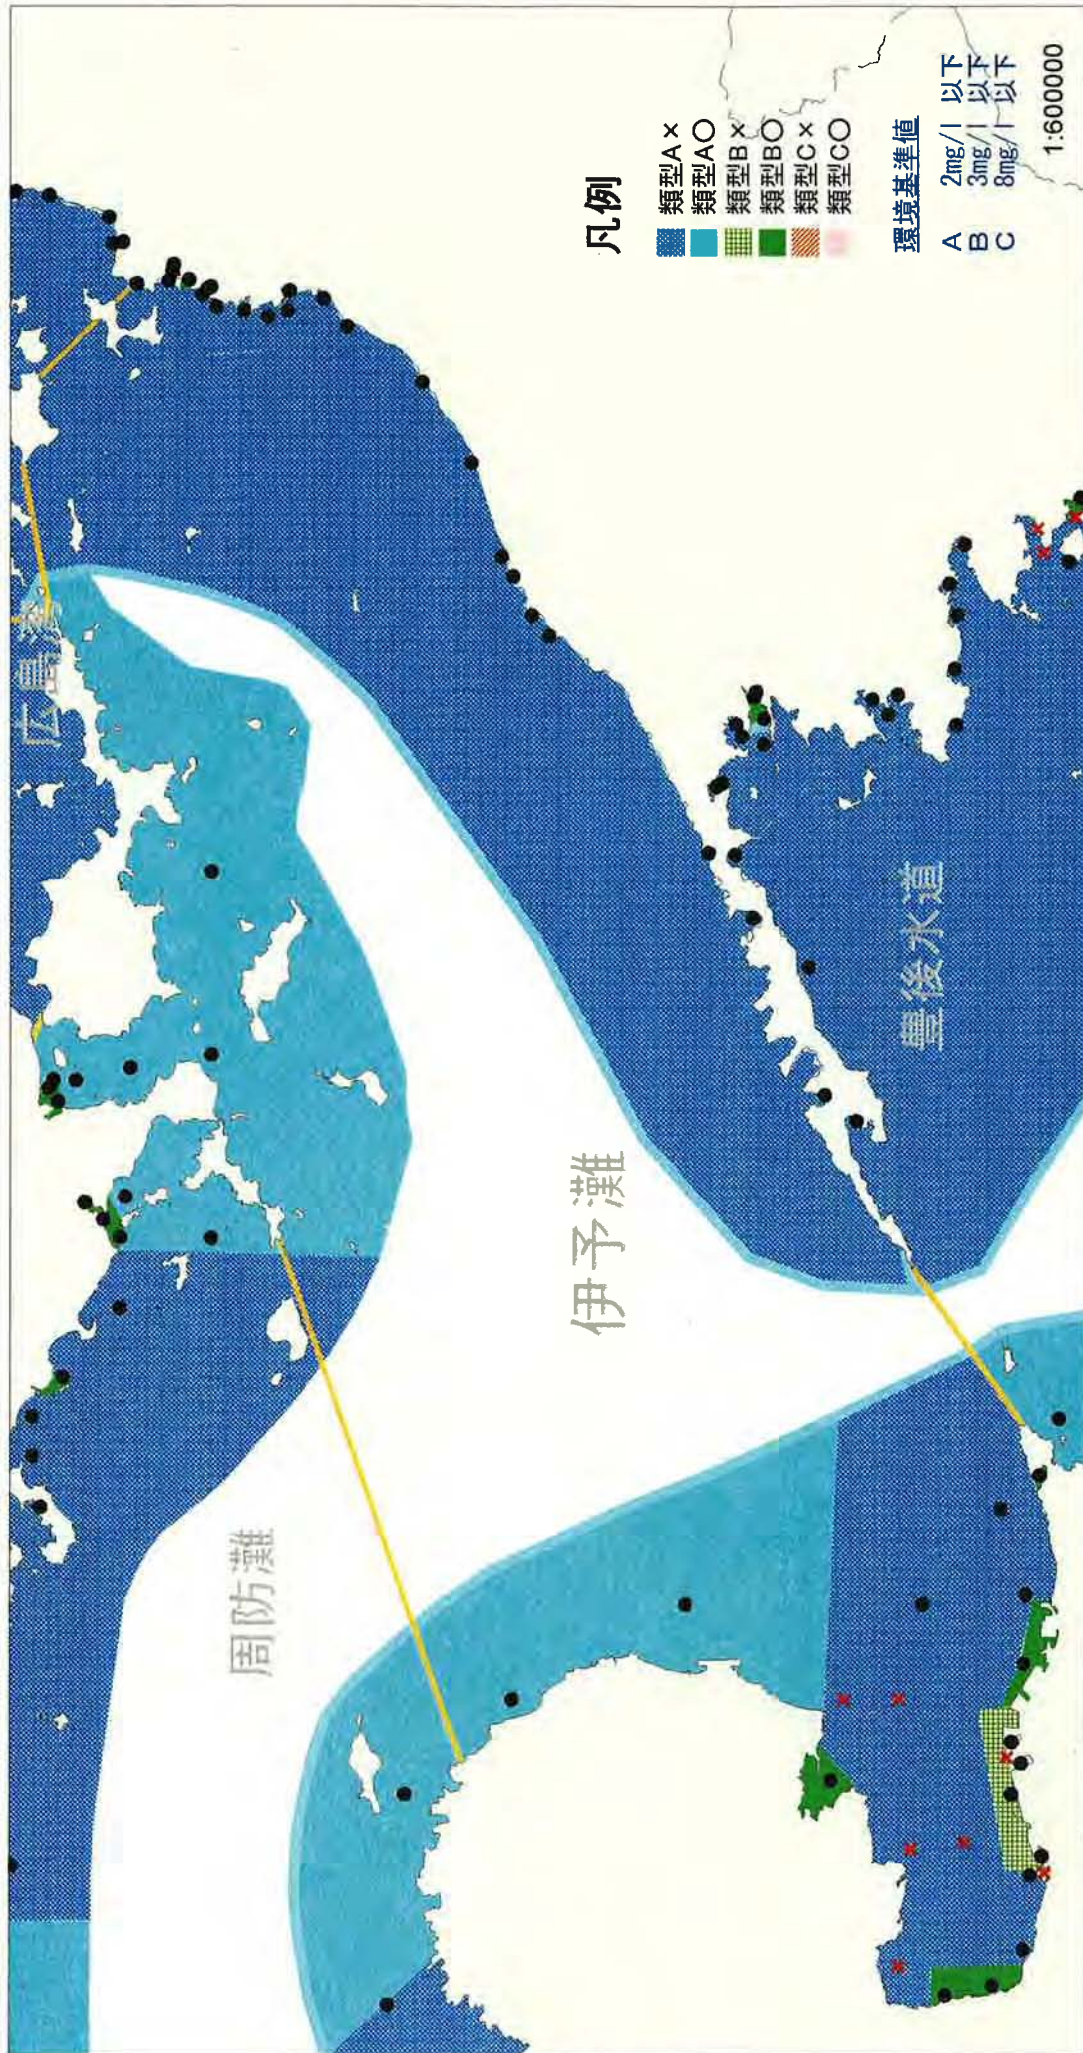 広島湾
周防灘
伊予灘
豊後水道
凡例
類型A×
類型A○
類型B×
類型B○
類型C×
類型C○
環境基準値
A 2mg/l 以下
B 3mg/l 以下
C 8mg/l 以下
1:600000